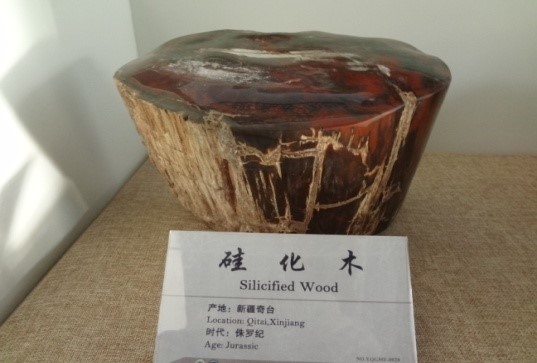 硅化木
Silicified Wood
产地：新疆奇台
Location: Qitai,Xinjiang
时代：侏罗纪
Age: Jurassic